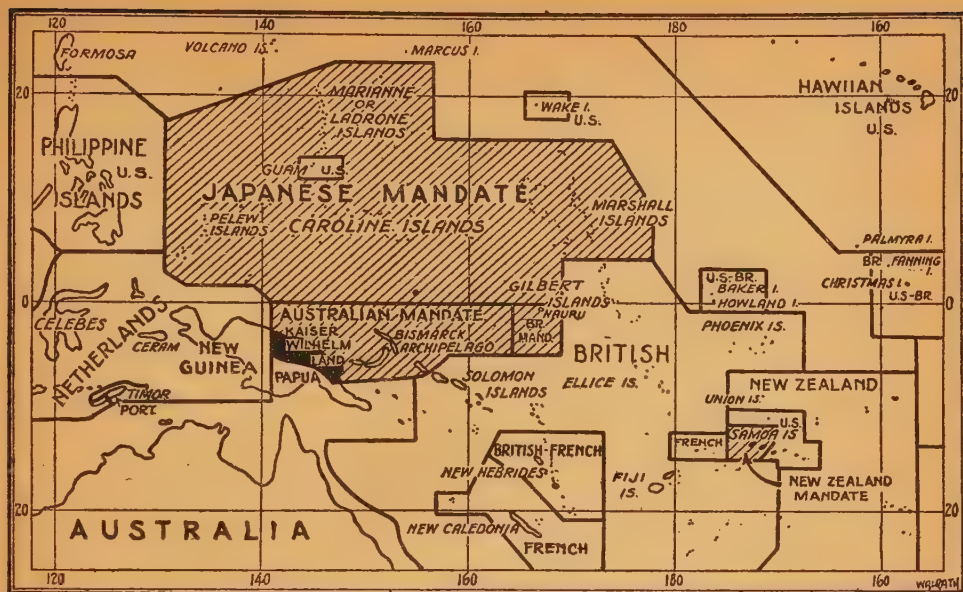 120
140
160
180
160
FORMOSA
VOLCANO IS.
MARCUS I.
20
20
MARIANNE
OR
LADRONE
ISLANDS
WAKE I.
U.S.
HAWIIAN
ISLANDS
U.S.
PHILIPPINE
U.S.
ISLANDS
GUAM U.S.
JAPANESE MANDATE
PELEW
ISLANDS
CAROLINE ISLANDS
MARSHALL
ISLANDS
PALMYRA I.
BR. FANNING
I.
CHRISTMAS I.
U.S-BR.
U.S.-BR.
BAKER I.
HOWLAND I.
0
0
GILBERT
ISLANDS
NAURU
BR.
MAND.
PHOENIX IS.
CELEBES
NETHERLANDS
CERAM
NEW
GUINEA
AUSTRALIAN MANDATE
KAISER
WILHELM
LAND
BISMARCK
ARCHIPELAGO
PAPUA
SOLOMON
ISLANDS
BRITISH
ELLICE IS.
NEW ZEALAND
UNION IS.
TIMOR
PORT.
U.S.
FRENCH
SAMOA IS.
BRITISH-FRENCH
NEW HEBRIDES
FIJI
IS.
NEW ZEALAND
MANDATE
20
20
AUSTRALIA
NEW CALEDONIA
FRENCH
120
140
160
180
160
WALRATH